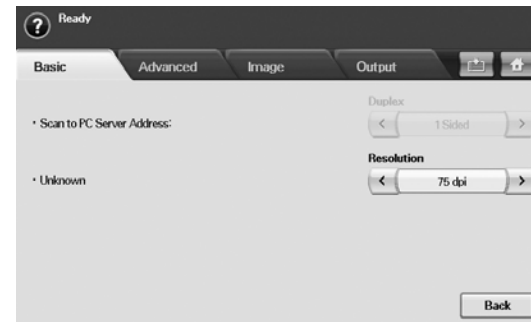 ? Ready
Basic Advanced Image Output
Duplex
• Scan to PC Server Address: < 1 Sided >
Resolution
• Unknown < 75 dpi >
Back